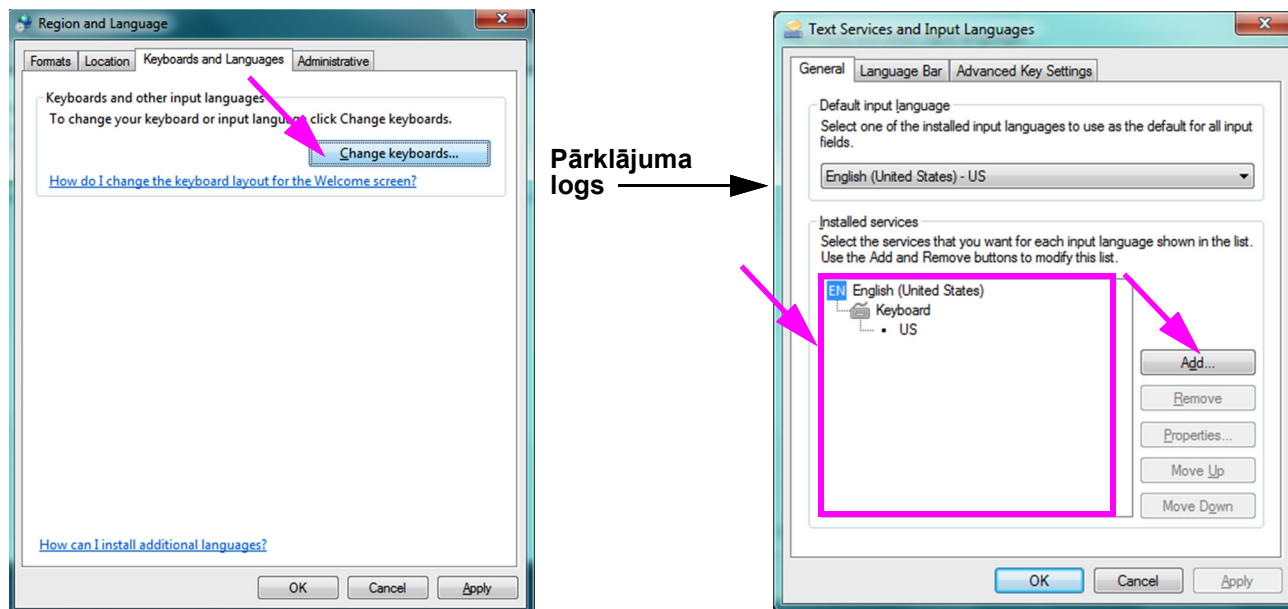 Region and Language
Formats Location Keyboards and Languages Administrative
Keyboards and other input languages
To change your keyboard or input language click Change keyboards.
Change keyboards...
How do I change the keyboard layout for the Welcome screen?
How can I install additional languages?
OK Cancel Apply
Pārklājuma
logs
Text Services and Input Languages
General Language Bar Advanced Key Settings
Default input language
Select one of the installed input languages to use as the default for all input
fields.
English (United States) - US
Installed services
Select the services that you want for each input language shown in the list.
Use the Add and Remove buttons to modify this list.
EN English (United States)
Keyboard
• US
Add...
Remove
Properties...
Move Up
Move Down
OK Cancel Apply